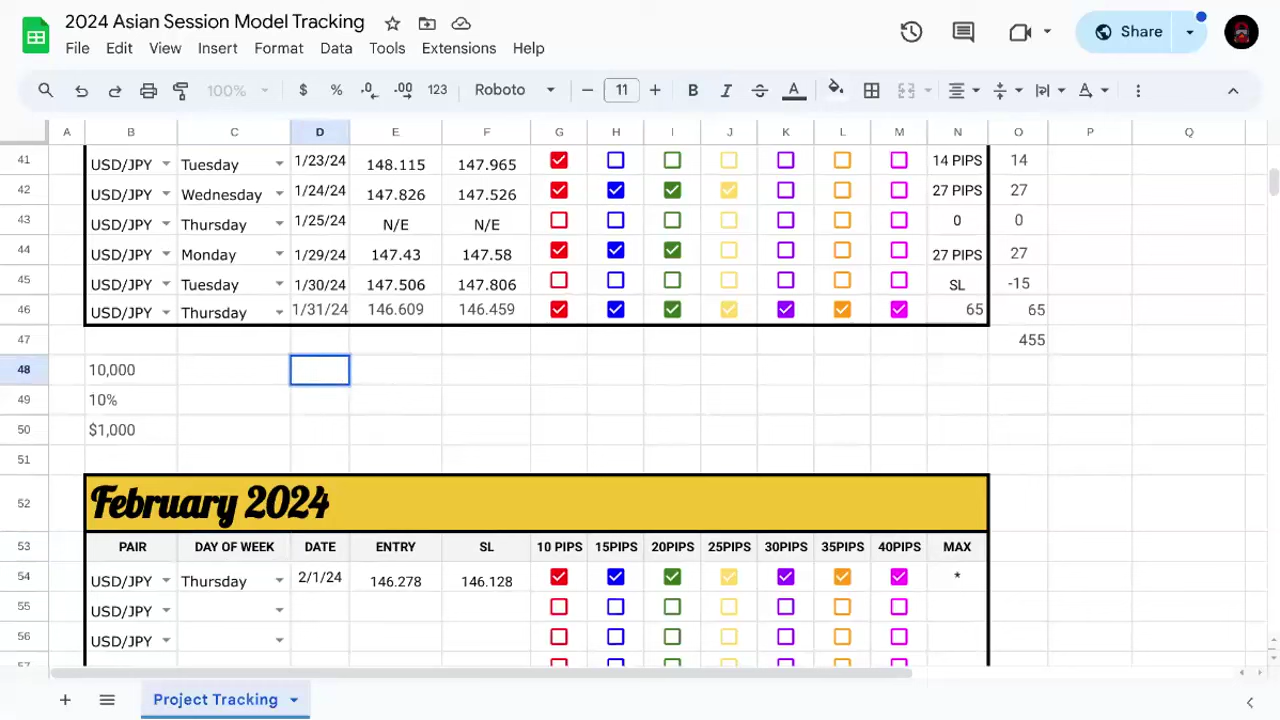 2024 Asian Session Model Tracking
File Edit View Insert Format Data Tools Extensions Help
Share
100% $ % .0 .00 123 Roboto 11 B I S A
A B C D E F G H I J K L M N O P Q
41 USD/JPY Tuesday 1/23/24 148.115 147.965 14 PIPS 14
42 USD/JPY Wednesday 1/24/24 147.826 147.526 27 PIPS 27
43 USD/JPY Thursday 1/25/24 N/E N/E 0 0
44 USD/JPY Monday 1/29/24 147.43 147.58 27 PIPS 27
45 USD/JPY Tuesday 1/30/24 147.506 147.806 SL -15
46 USD/JPY Thursday 1/31/24 146.609 146.459 65 65
47 455
48 10,000
49 10%
50 $1,000
51
52 February 2024
53 PAIR DAY OF WEEK DATE ENTRY SL 10 PIPS 15PIPS 20PIPS 25PIPS 30PIPS 35PIPS 40PIPS MAX
54 USD/JPY Thursday 2/1/24 146.278 146.128 *
55 USD/JPY
56 USD/JPY
57
Project Tracking